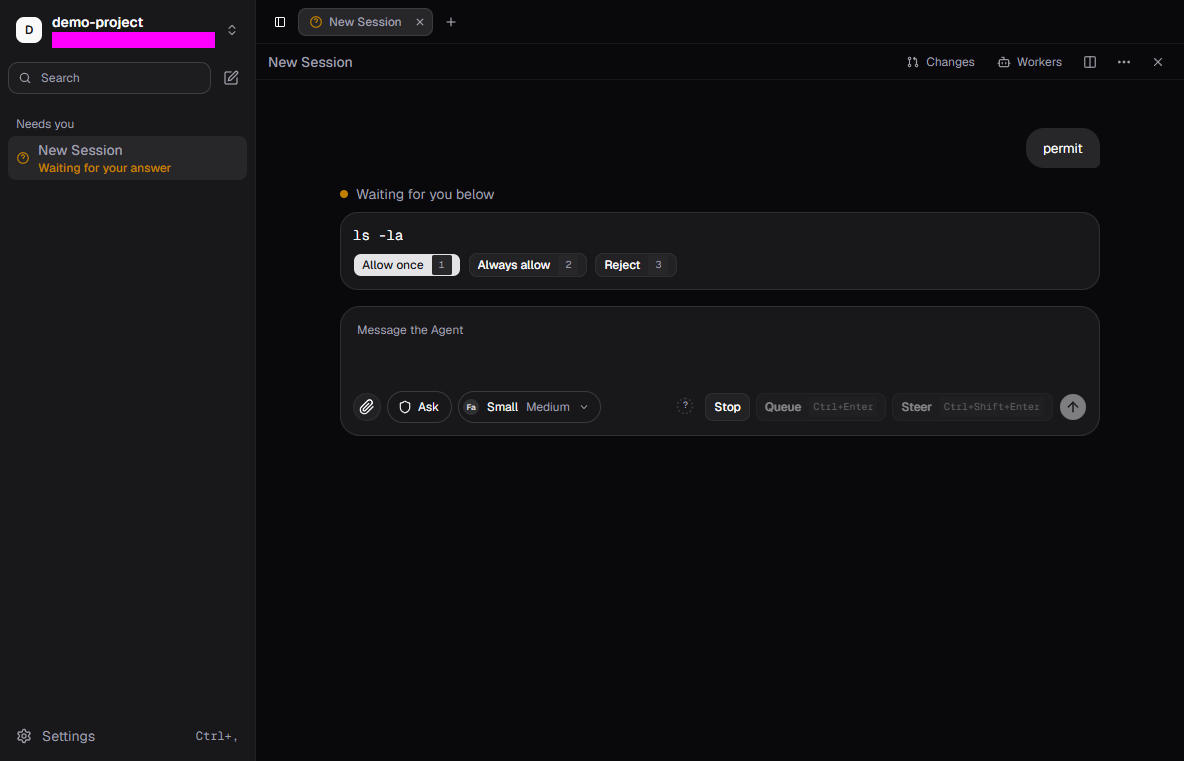 D
demo-project
Search
Needs you
New Session
Waiting for your answer
Settings
Ctrl+,
New Session
New Session
Changes
Workers
permit
Waiting for you below
ls -la
Allow once 1
Always allow 2
Reject 3
Message the Agent
Ask
Fa Small Medium
?
Stop
Queue Ctrl+Enter
Steer Ctrl+Shift+Enter